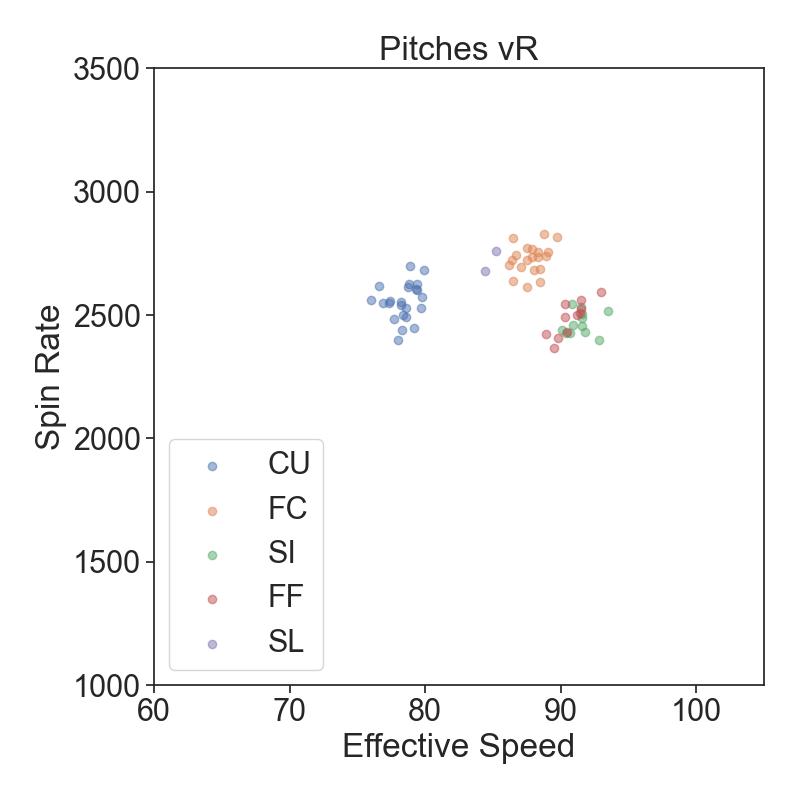 Pitches vR
3500
3000
2500
2000
1500
1000
Spin Rate
CU
FC
SI
FF
SL
60 70 80 90 100
Effective Speed